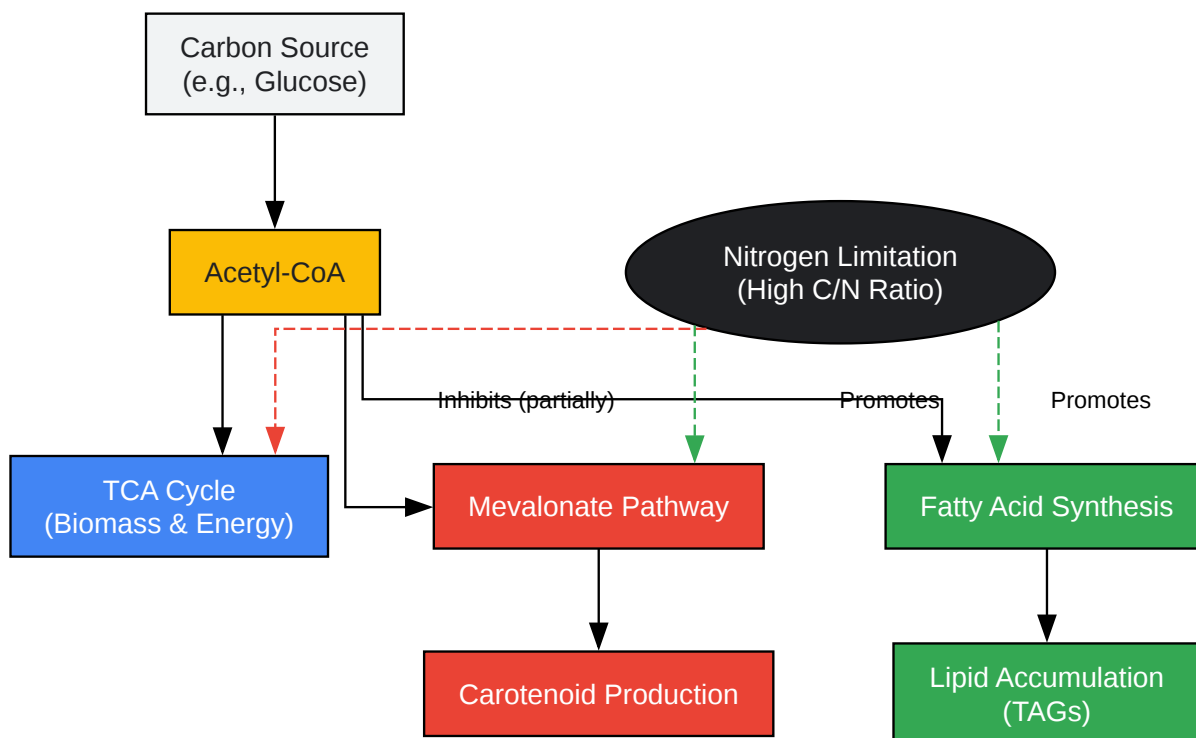 Carbon Source
(e.g., Glucose)
Acetyl-CoA
Nitrogen Limitation
(High C/N Ratio)
Inhibits (partially)
Promotes
Promotes
TCA Cycle
(Biomass & Energy)
Mevalonate Pathway
Fatty Acid Synthesis
Carotenoid Production
Lipid Accumulation
(TAGs)